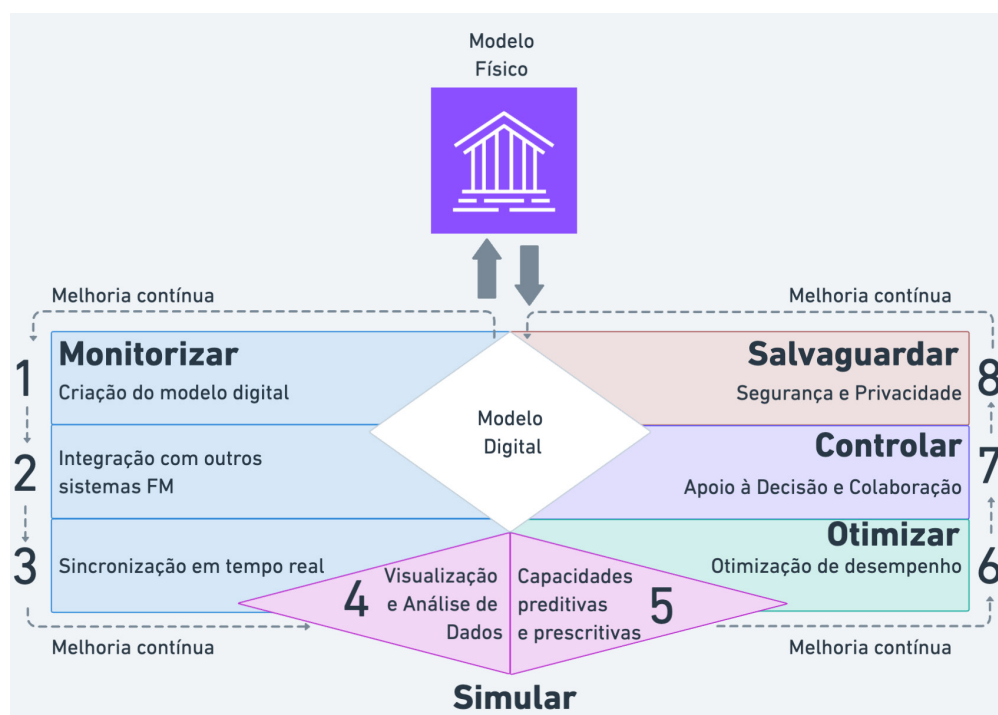 Modelo
Físico
Melhoria contínua
Melhoria contínua
1
Monitorizar
Criação do modelo digital
2
Integração com outros
sistemas FM
3
Sincronização em tempo real
Modelo
Digital
Salvaguardar
Segurança e Privacidade
8
Controlar
Apoio à Decisão e Colaboração
7
Otimizar
Otimização de desempenho
6
4
Visualização
e Análise de
Dados
Capacidades
preditivas
e prescritivas
5
Melhoria contínua
Melhoria contínua
Simular